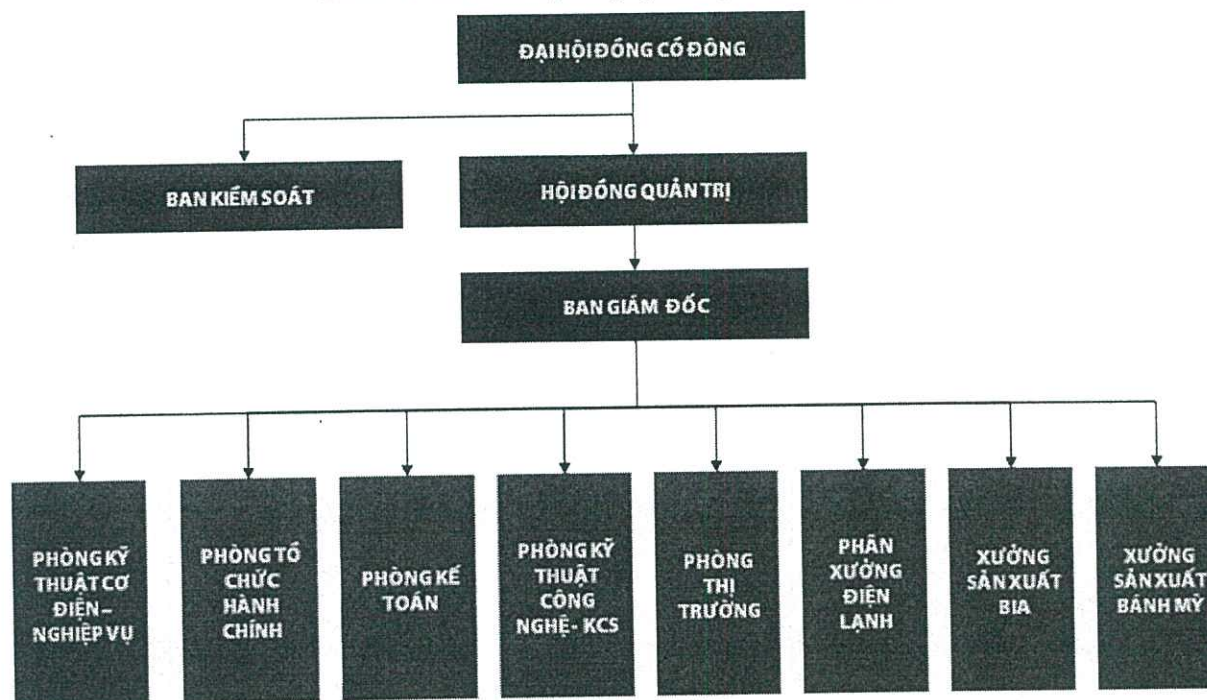 ĐẠI HỘI ĐỒNG CỔ ĐÔNG
BAN KIỂM SOÁT
HỘI ĐỒNG QUẢN TRỊ
BAN GIÁM ĐỐC
PHÒNG KỸ
THUẬT CƠ
ĐIỆN –
NGHIỆP VỤ
PHÒNG TỔ
CHỨC
HÀNH
CHÍNH
PHÒNG KẾ
TOÁN
PHÒNG KỸ
THUẬT
CÔNG
NGHỆ - KCS
PHÒNG
THỊ
TRƯỜNG
PHÂN
XƯỞNG
ĐIỆN
LẠNH
XƯỞNG
SẢN XUẤT
BIA
XƯỞNG
SẢN XUẤT
BÁNH MỲ